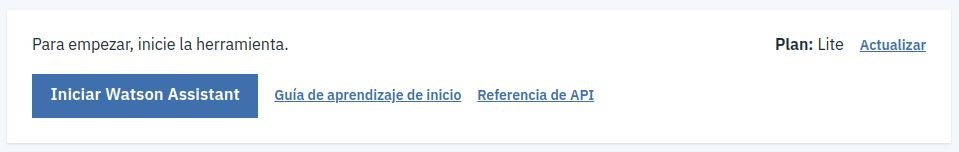 Para empezar, inicie la herramienta. Plan: Lite Actualizar
Iniciar Watson Assistant Guía de aprendizaje de inicio Referencia de API